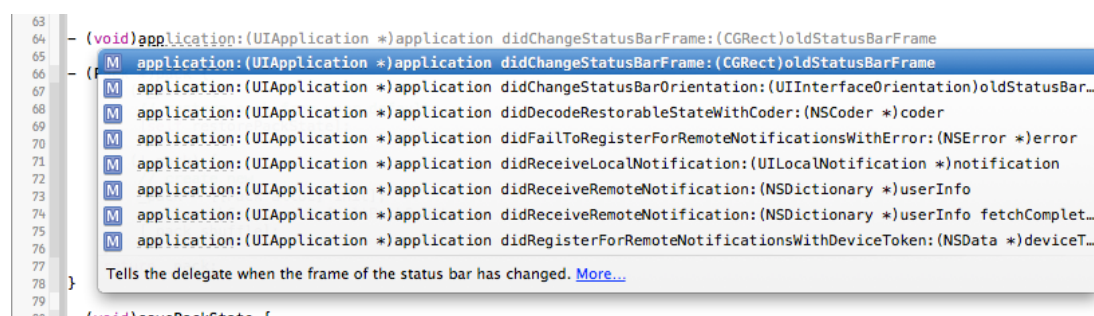 63
64 - (void)application:(UIApplication *)application didChangeStatusBarFrame:(CGRect)oldStatusBarFrame
65 M application:(UIApplication *)application didChangeStatusBarFrame:(CGRect)oldStatusBarFrame
66 - (
67 M application:(UIApplication *)application didChangeStatusBarOrientation:(UIInterfaceOrientation)oldStatusBar…
68 M application:(UIApplication *)application didDecodeRestorableStateWithCoder:(NSCoder *)coder
69
70 M application:(UIApplication *)application didFailToRegisterForRemoteNotificationsWithError:(NSError *)error
71 M application:(UIApplication *)application didReceiveLocalNotification:(UILocalNotification *)notification
72
73 M application:(UIApplication *)application didReceiveRemoteNotification:(NSDictionary *)userInfo
74 M application:(UIApplication *)application didReceiveRemoteNotification:(NSDictionary *)userInfo fetchComplet…
75
76 M application:(UIApplication *)application didRegisterForRemoteNotificationsWithDeviceToken:(NSData *)deviceT…
77
Tells the delegate when the frame of the status bar has changed. More...
78 }
79